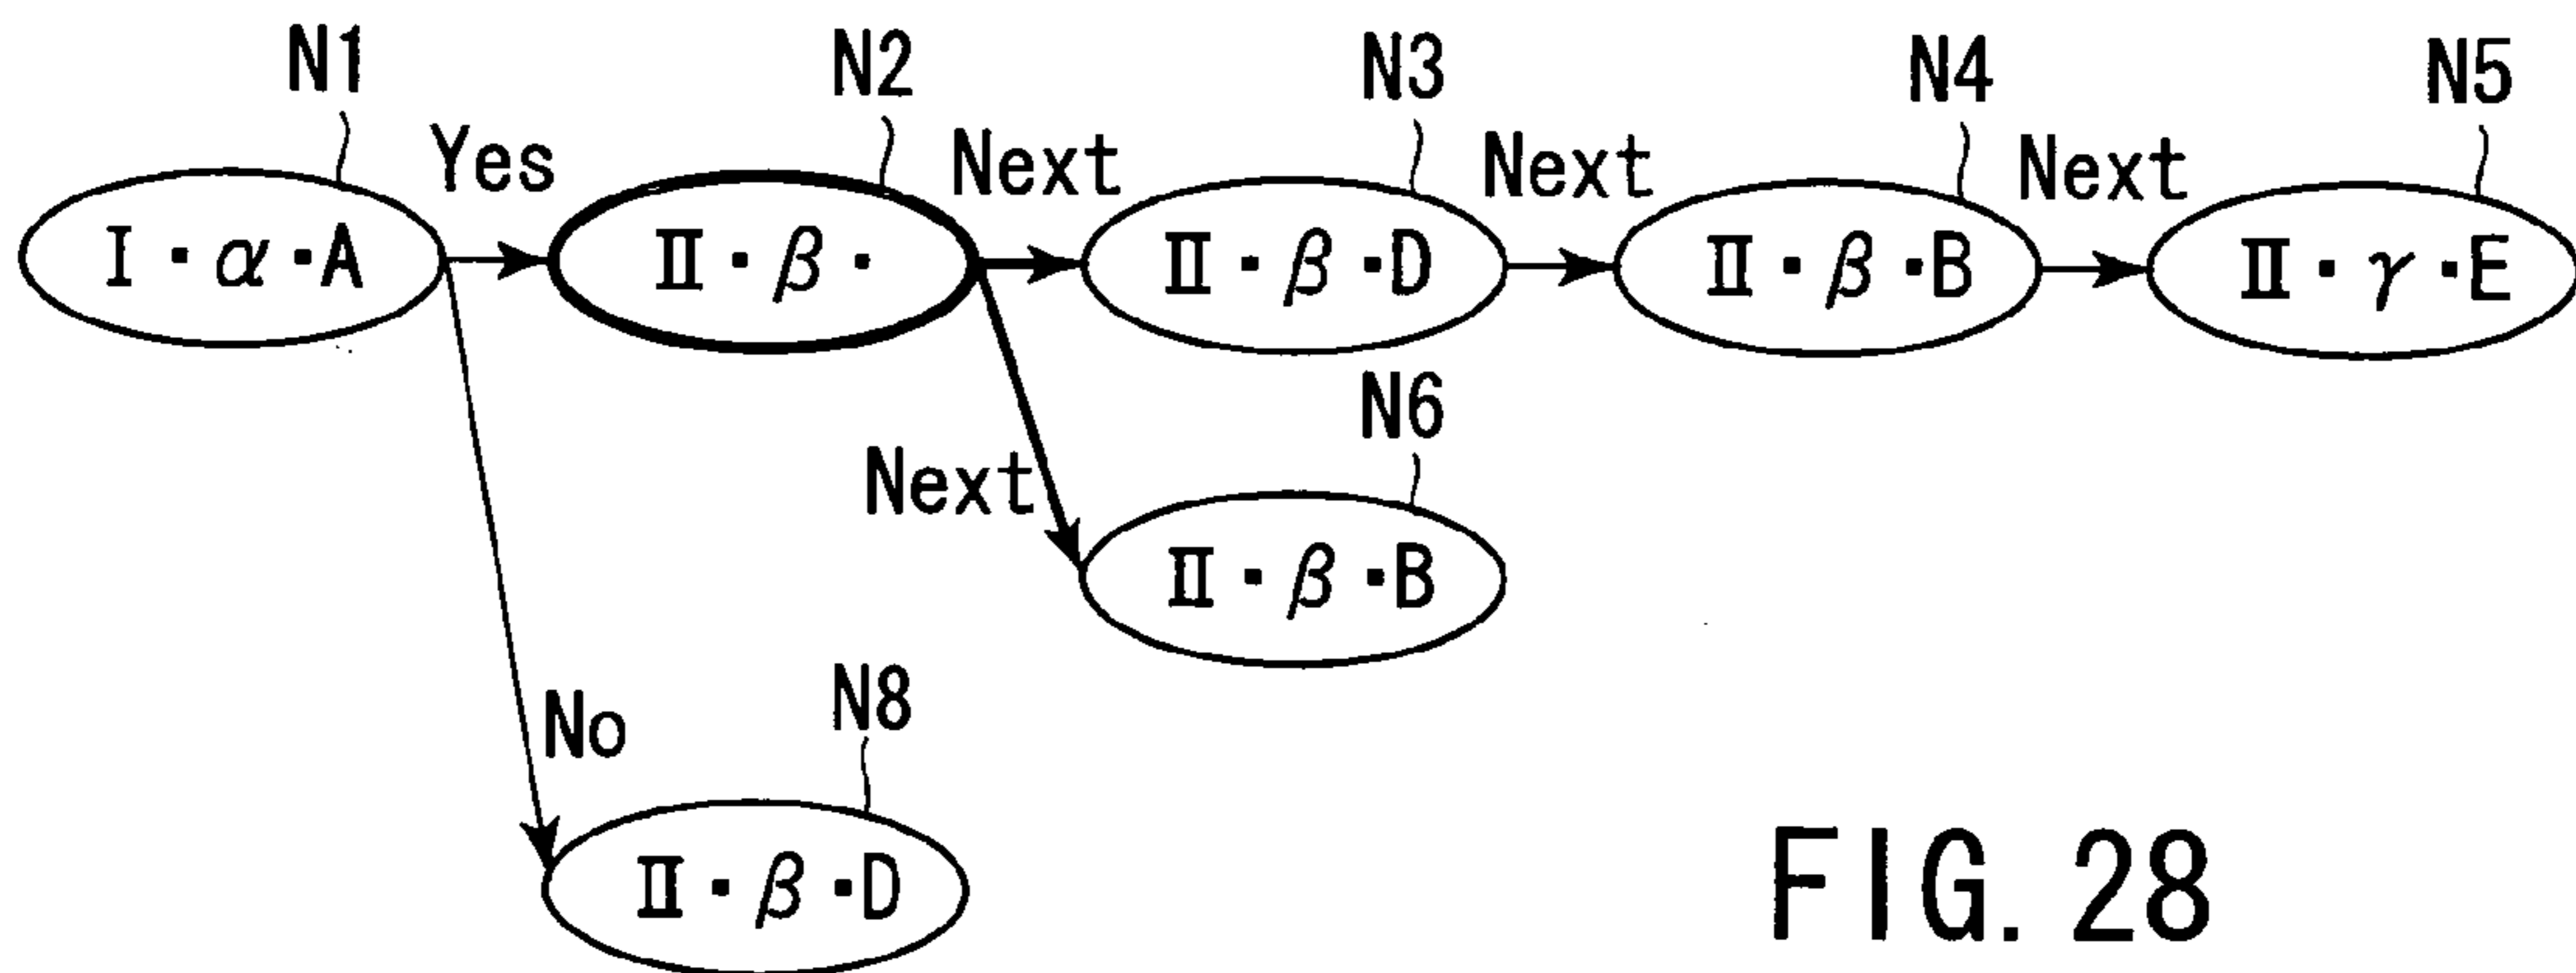 N1 N2 N3 N4 N5
Yes Next Next Next
I・α・A II・β・ II・β・D II・β・B II・γ・E
N6
Next
II・β・B
N8
No
II・β・D
FIG. 28